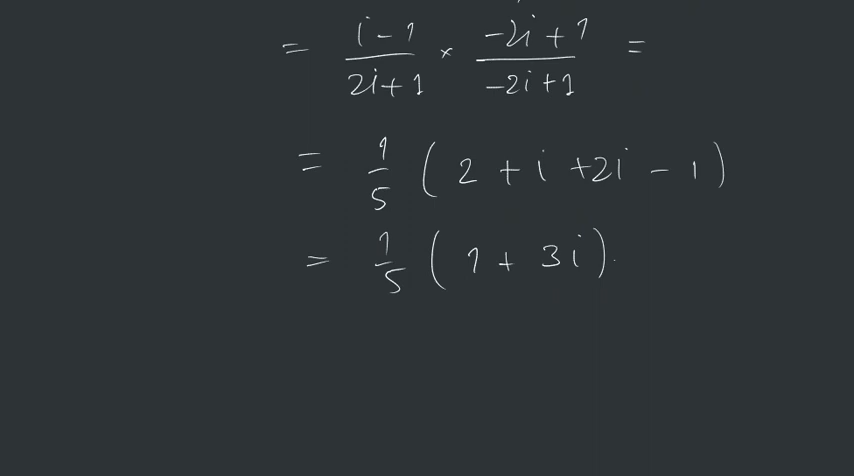 = (i-1)/(2i+1) × (-2i+1)/(-2i+1) =
= 1/5 (2 + i + 2i - 1)
= 1/5 (1 + 3i).